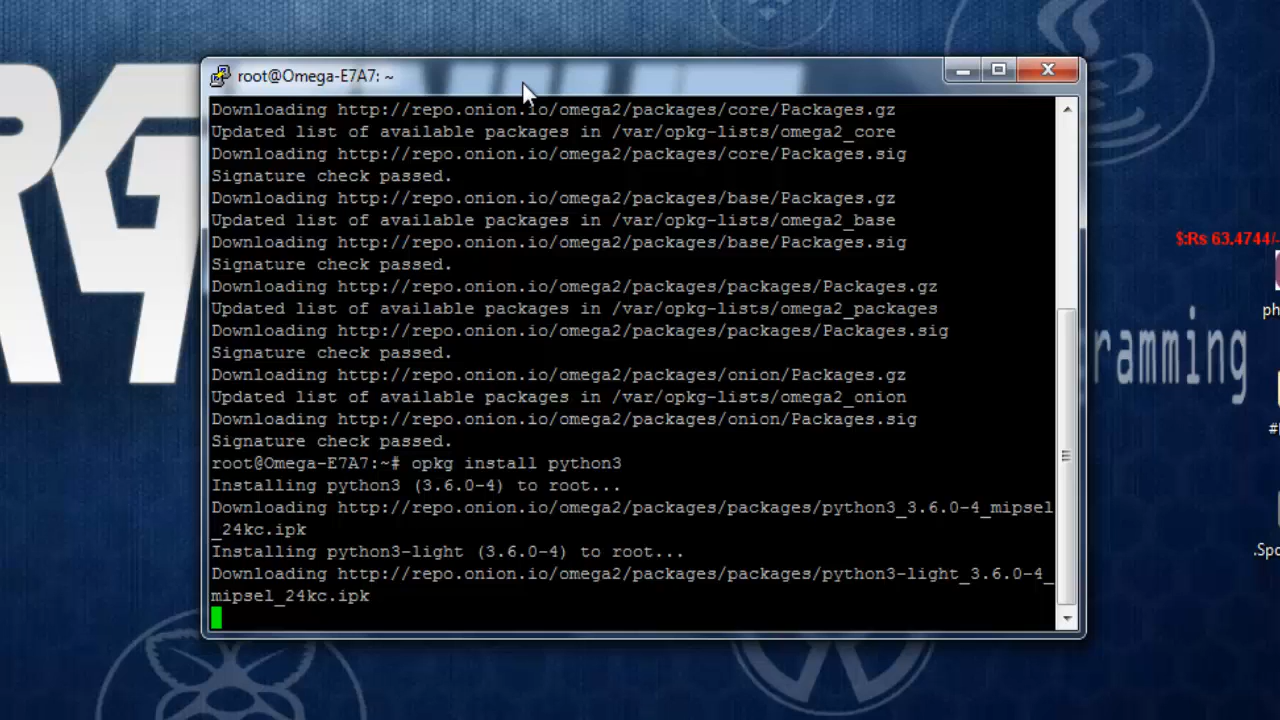 root@Omega-E7A7: ~
Downloading http://repo.onion.io/omega2/packages/core/Packages.gz
Updated list of available packages in /var/opkg-lists/omega2_core
Downloading http://repo.onion.io/omega2/packages/core/Packages.sig
Signature check passed.
Downloading http://repo.onion.io/omega2/packages/base/Packages.gz
Updated list of available packages in /var/opkg-lists/omega2_base
Downloading http://repo.onion.io/omega2/packages/base/Packages.sig
Signature check passed.
Downloading http://repo.onion.io/omega2/packages/packages/Packages.gz
Updated list of available packages in /var/opkg-lists/omega2_packages
Downloading http://repo.onion.io/omega2/packages/packages/Packages.sig
Signature check passed.
Downloading http://repo.onion.io/omega2/packages/onion/Packages.gz
Updated list of available packages in /var/opkg-lists/omega2_onion
Downloading http://repo.onion.io/omega2/packages/onion/Packages.sig
Signature check passed.
root@Omega-E7A7:~# opkg install python3
Installing python3 (3.6.0-4) to root...
Downloading http://repo.onion.io/omega2/packages/packages/python3_3.6.0-4_mipsel
_24kc.ipk
Installing python3-light (3.6.0-4) to root...
Downloading http://repo.onion.io/omega2/packages/packages/python3-light_3.6.0-4_
mipsel_24kc.ipk
$:Rs 63.4744/-
ph
ramming
.Spo